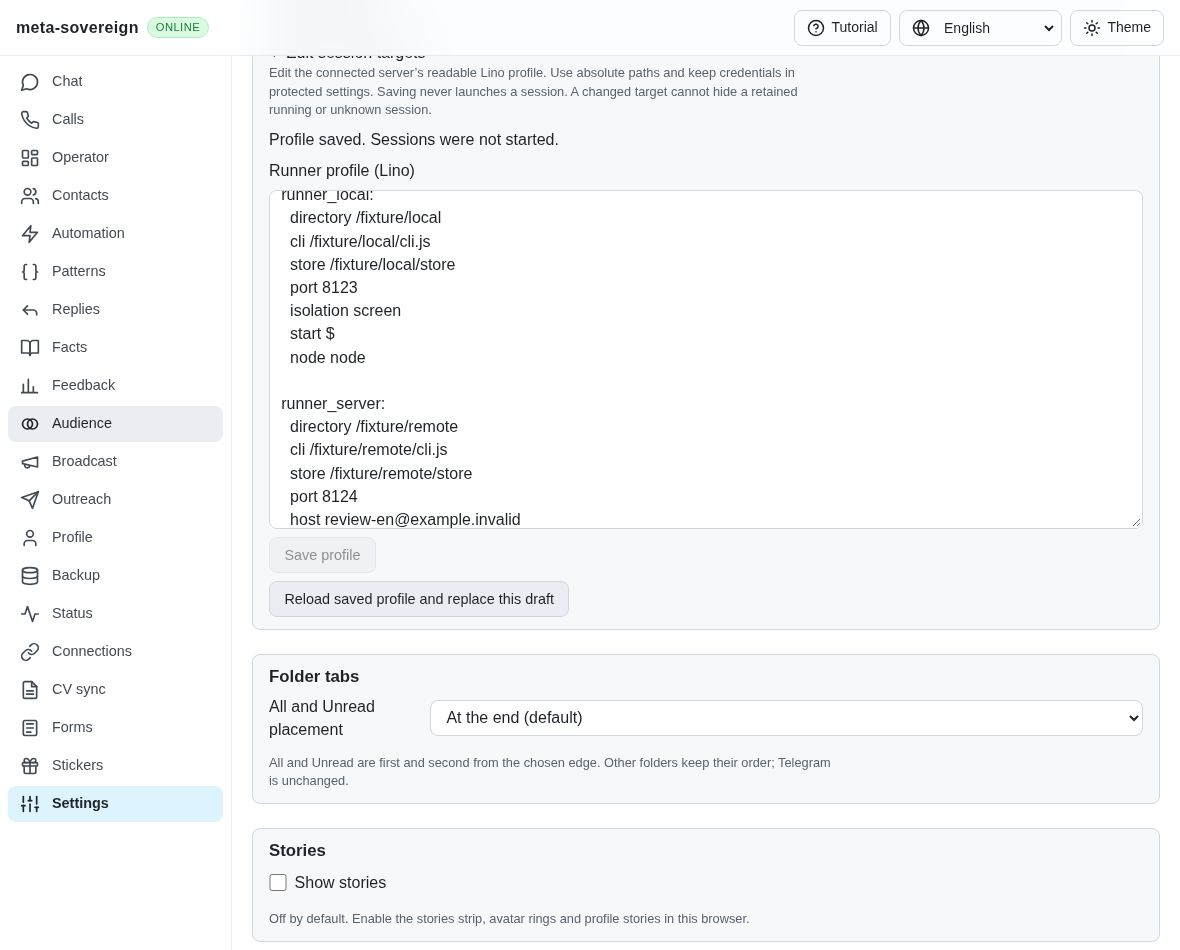 meta-sovereign
ONLINE
Tutorial
English
Theme
Chat
Calls
Operator
Contacts
Automation
Patterns
Replies
Facts
Feedback
Audience
Broadcast
Outreach
Profile
Backup
Status
Connections
CV sync
Forms
Stickers
Settings
Edit session targets
Edit the connected server's readable Lino profile. Use absolute paths and keep credentials in
protected settings. Saving never launches a session. A changed target cannot hide a retained
running or unknown session.
Profile saved. Sessions were not started.
Runner profile (Lino)
runner_local:
directory /fixture/local
cli /fixture/local/cli.js
store /fixture/local/store
port 8123
isolation screen
start $
node node
runner_server:
directory /fixture/remote
cli /fixture/remote/cli.js
store /fixture/remote/store
port 8124
host review-en@example.invalid
Save profile
Reload saved profile and replace this draft
Folder tabs
All and Unread
placement
At the end (default)
All and Unread are first and second from the chosen edge. Other folders keep their order; Telegram
is unchanged.
Stories
Show stories
Off by default. Enable the stories strip, avatar rings and profile stories in this browser.